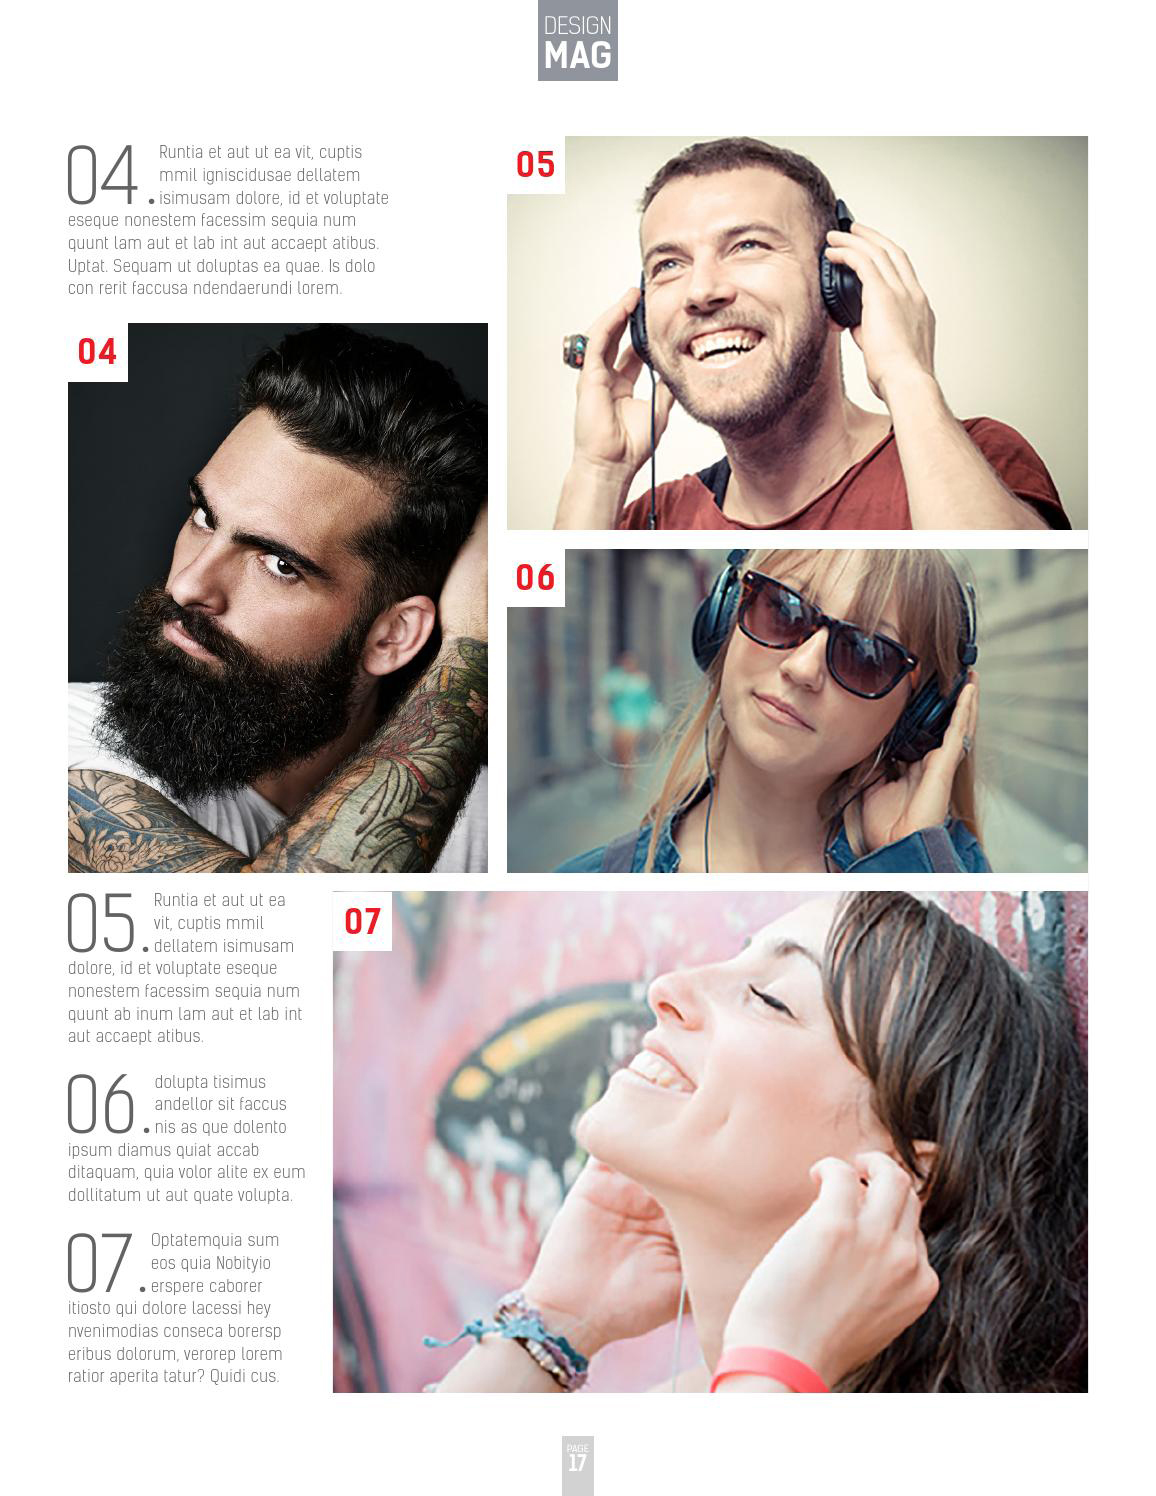 DESIGN
MAG
04.
Runtia et aut ut ea vit, cuptis
mmil igniscidusae dellatem
isimusam dolore, id et voluptate
eseque nonestem facessim sequia num
quunt lam aut et lab int aut accaept atibus.
Uptat. Sequam ut doluptas ea quae. Is dolo
con rerit faccusa ndendaerundi lorem.
04
05
06
05.
Runtia et aut ut ea
vit, cuptis mmil
dellatem isimusam
dolore, id et voluptate eseque
nonestem facessim sequia num
quunt ab inum lam aut et lab int
aut accaept atibus.
06.
dolupta tisimus
andellor sit faccus
nis as que dolento
ipsum diamus quiat accab
ditaquam, quia volor alite ex eum
dollitatum ut aut quate volupta.
07.
Optatemquia sum
eos quia Nobityio
erspere caborer
itiosto qui dolore lacessi hey
nvenimodias conseca borersp
eribus dolorum, verorep lorem
ratior aperita tatur? Quidi cus.
07
PAGE
17